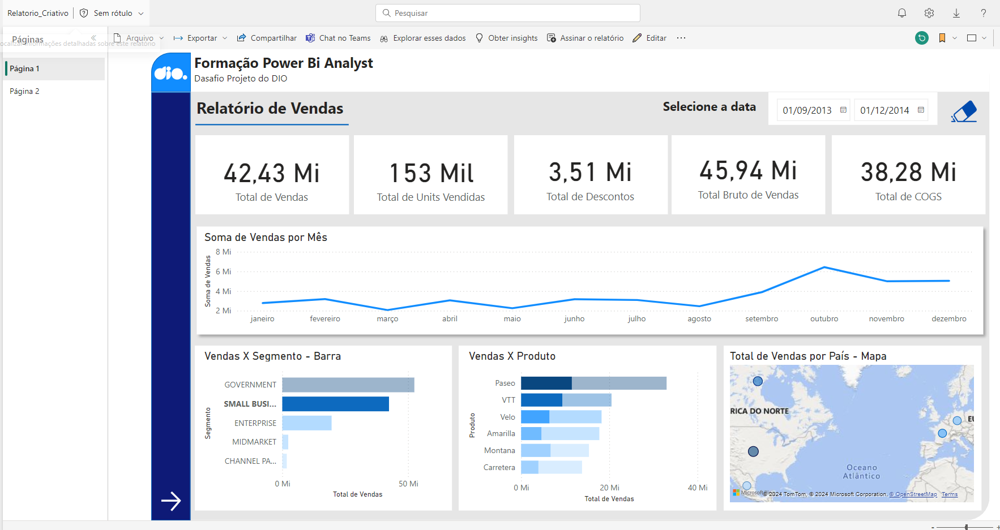 Relatorio_Criativo
Sem rótulo
Pesquisar
Páginas
ocalizar informações detalhadas sobre este relatório
Arquivo
Exportar
Compartilhar
Chat no Teams
Explorar esses dados
Obter insights
Assinar o relatório
Editar
Página 1
Página 2
dio.
Formação Power Bi Analyst
Dasafio Projeto do DIO
Relatório de Vendas
Selecione a data
01/09/2013
01/12/2014
42,43 Mi
Total de Vendas
153 Mil
Total de Units Vendidas
3,51 Mi
Total de Descontos
45,94 Mi
Total Bruto de Vendas
38,28 Mi
Total de COGS
Soma de Vendas por Mês
Soma de Vendas
8 Mi
6 Mi
4 Mi
2 Mi
janeiro fevereiro março abril maio junho julho agosto setembro outubro novembro dezembro
Vendas X Segmento - Barra
Segmento
GOVERNMENT
SMALL BUSI...
ENTERPRISE
MIDMARKET
CHANNEL PA...
0 Mi 50 Mi
Total de Vendas
Vendas X Produto
Produto
Paseo
VTT
Velo
Amarilla
Montana
Carretera
0 Mi 20 Mi 40 Mi
Total de Vendas
Total de Vendas por País - Mapa
RICA DO NORTE
EU
Oceano
Atlântico
© 2024 TomTom, © 2024 Microsoft Corporation, © OpenStreetMap Terms